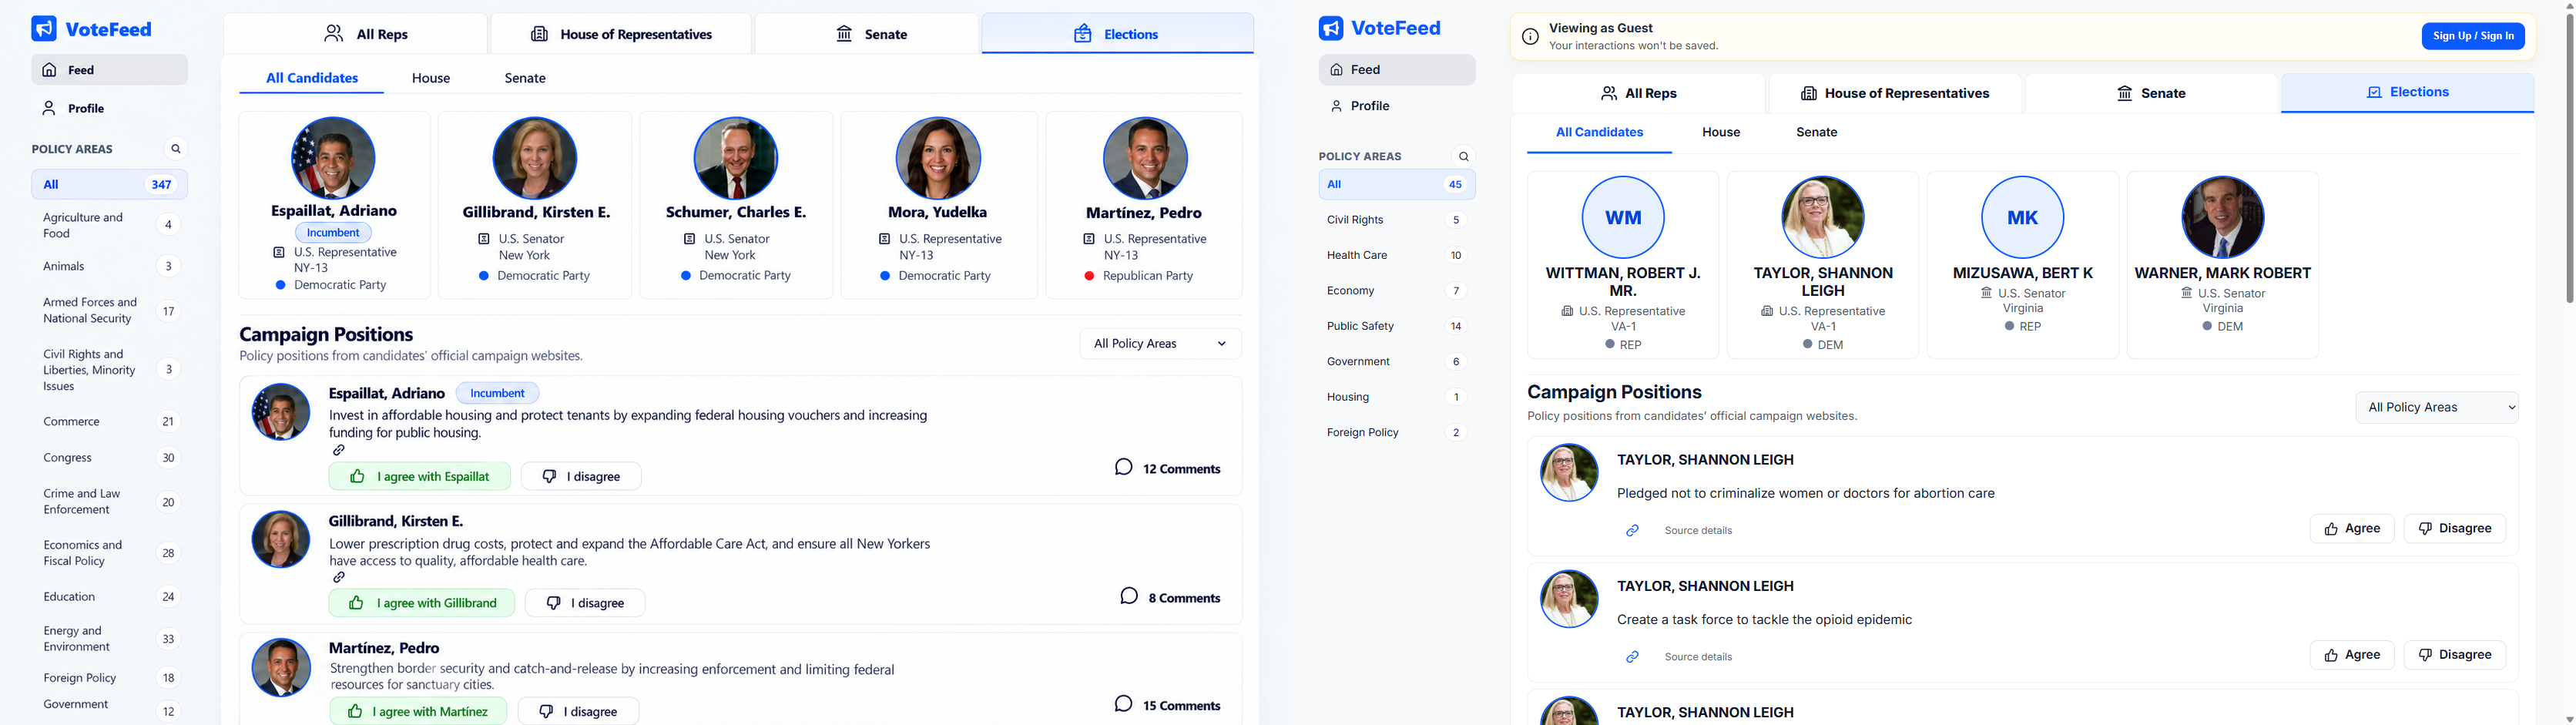 VoteFeed
Feed
Profile
POLICY AREAS
All 347
Agriculture and
Food 4
Animals 3
Armed Forces and
National Security 17
Civil Rights and
Liberties, Minority
Issues 3
Commerce 21
Congress 30
Crime and Law
Enforcement 20
Economics and
Fiscal Policy 28
Education 24
Energy and
Environment 33
Foreign Policy 18
Government 12
All Reps House of Representatives Senate Elections
All Candidates House Senate
Espaillat, Adriano
Incumbent
U.S. Representative
NY-13
Democratic Party
Gillibrand, Kirsten E.
U.S. Senator
New York
Democratic Party
Schumer, Charles E.
U.S. Senator
New York
Democratic Party
Mora, Yudelka
U.S. Representative
NY-13
Democratic Party
Martínez, Pedro
U.S. Representative
NY-13
Republican Party
Campaign Positions
Policy positions from candidates' official campaign websites.
All Policy Areas
Espaillat, Adriano Incumbent
Invest in affordable housing and protect tenants by expanding federal housing vouchers and increasing
funding for public housing.
I agree with Espaillat I disagree 12 Comments
Gillibrand, Kirsten E.
Lower prescription drug costs, protect and expand the Affordable Care Act, and ensure all New Yorkers
have access to quality, affordable health care.
I agree with Gillibrand I disagree 8 Comments
Martínez, Pedro
Strengthen border security and catch-and-release by increasing enforcement and limiting federal
resources for sanctuary cities.
I agree with Martínez I disagree 15 Comments
VoteFeed
Feed
Profile
POLICY AREAS
All 45
Civil Rights 5
Health Care 10
Economy 7
Public Safety 14
Government 6
Housing 1
Foreign Policy 2
Viewing as Guest
Your interactions won't be saved.
Sign Up / Sign In
All Reps House of Representatives Senate Elections
All Candidates House Senate
WM
WITTMAN, ROBERT J.
MR.
U.S. Representative
VA-1
REP
TAYLOR, SHANNON
LEIGH
U.S. Representative
VA-1
DEM
MK
MIZUSAWA, BERT K
U.S. Senator
Virginia
REP
WARNER, MARK ROBERT
U.S. Senator
Virginia
DEM
Campaign Positions
Policy positions from candidates' official campaign websites.
All Policy Areas
TAYLOR, SHANNON LEIGH
Pledged not to criminalize women or doctors for abortion care
Source details Agree Disagree
TAYLOR, SHANNON LEIGH
Create a task force to tackle the opioid epidemic
Source details Agree Disagree
TAYLOR, SHANNON LEIGH